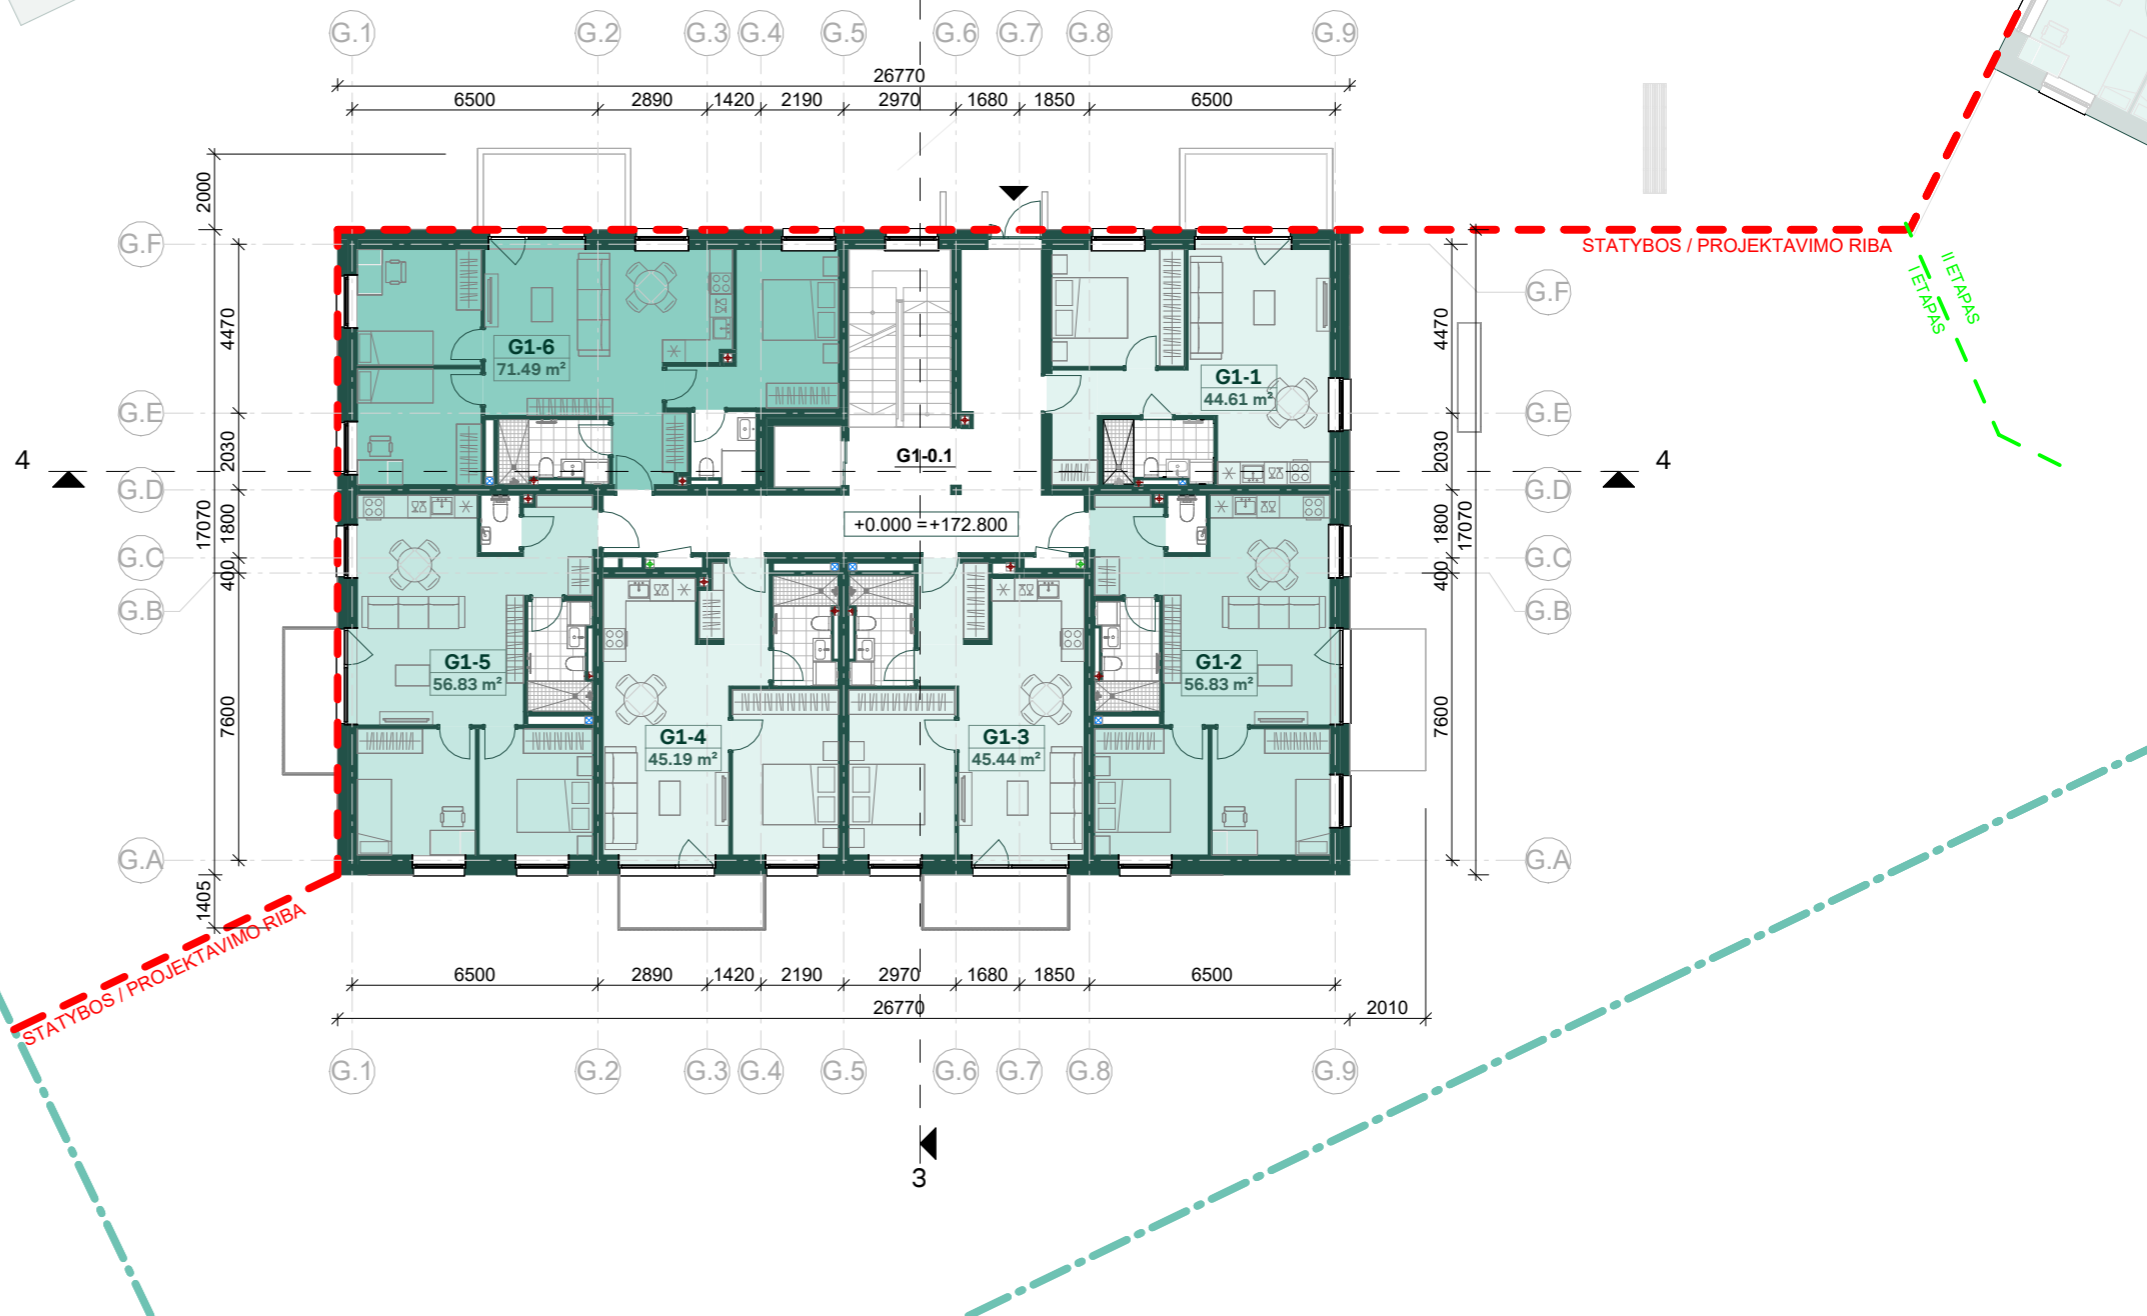 G.1 G.2 G.3 G.4 G.5 G.6 G.7 G.8 G.9
26770
6500 2890 1420 2190 2970 1680 1850 6500
2000
G.F
STATYBOS / PROJEKTAVIMO RIBA
II ETAPAS
I ETAPAS
G.F
4470
4470
G1-6
71.49 m²
G1-1
44.61 m²
G.E
G.E
2030
2030
G1-0.1
4
4
G.D
G.D
17070
1800
1800
17070
+0.000 =+172.800
G.C
G.C
400
400
G.B
G.B
G1-5
56.83 m²
G1-2
56.83 m²
7600
7600
G1-4
45.19 m²
G1-3
45.44 m²
G.A
G.A
1405
STATYBOS / PROJEKTAVIMO RIBA
6500 2890 1420 2190 2970 1680 1850 6500
26770 2010
G.1 G.2 G.3 G.4 G.5 G.6 G.7 G.8 G.9
3